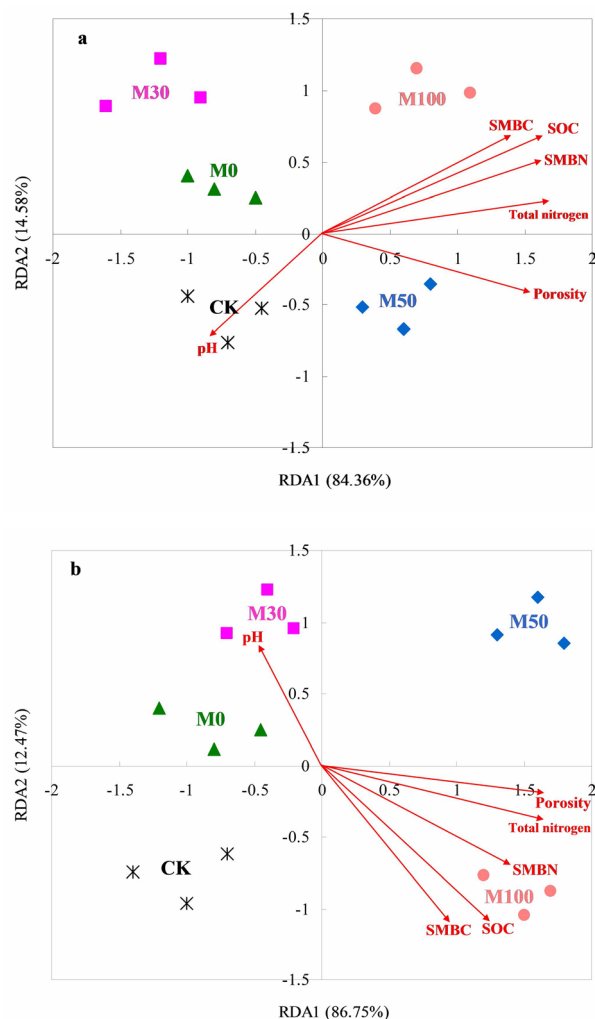 a
1.5
M30
M100
1
SMBC
SOC
SMBN
M0
0.5
Total nitrogen
0
-2
-1.5
-1
-0.5
0
0.5
1
1.5
2
CK
-0.5
M50
Porosity
pH
-1
-1.5
RDA2 (14.58%)
RDA1 (84.36%)
b
1.5
M30
M50
pH
1
M0
0.5
0
-2
-1.5
-1
-0.5
0
0.5
1
1.5
2
Porosity
Total nitrogen
-0.5
CK
SMBN
M100
-1
SMBC
SOC
-1.5
RDA2 (12.47%)
RDA1 (86.75%)